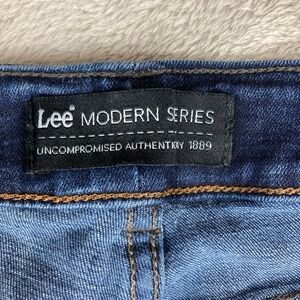 Lee® MODERN SERIES
UNCOMPROMISED AUTHENTICITY 1889